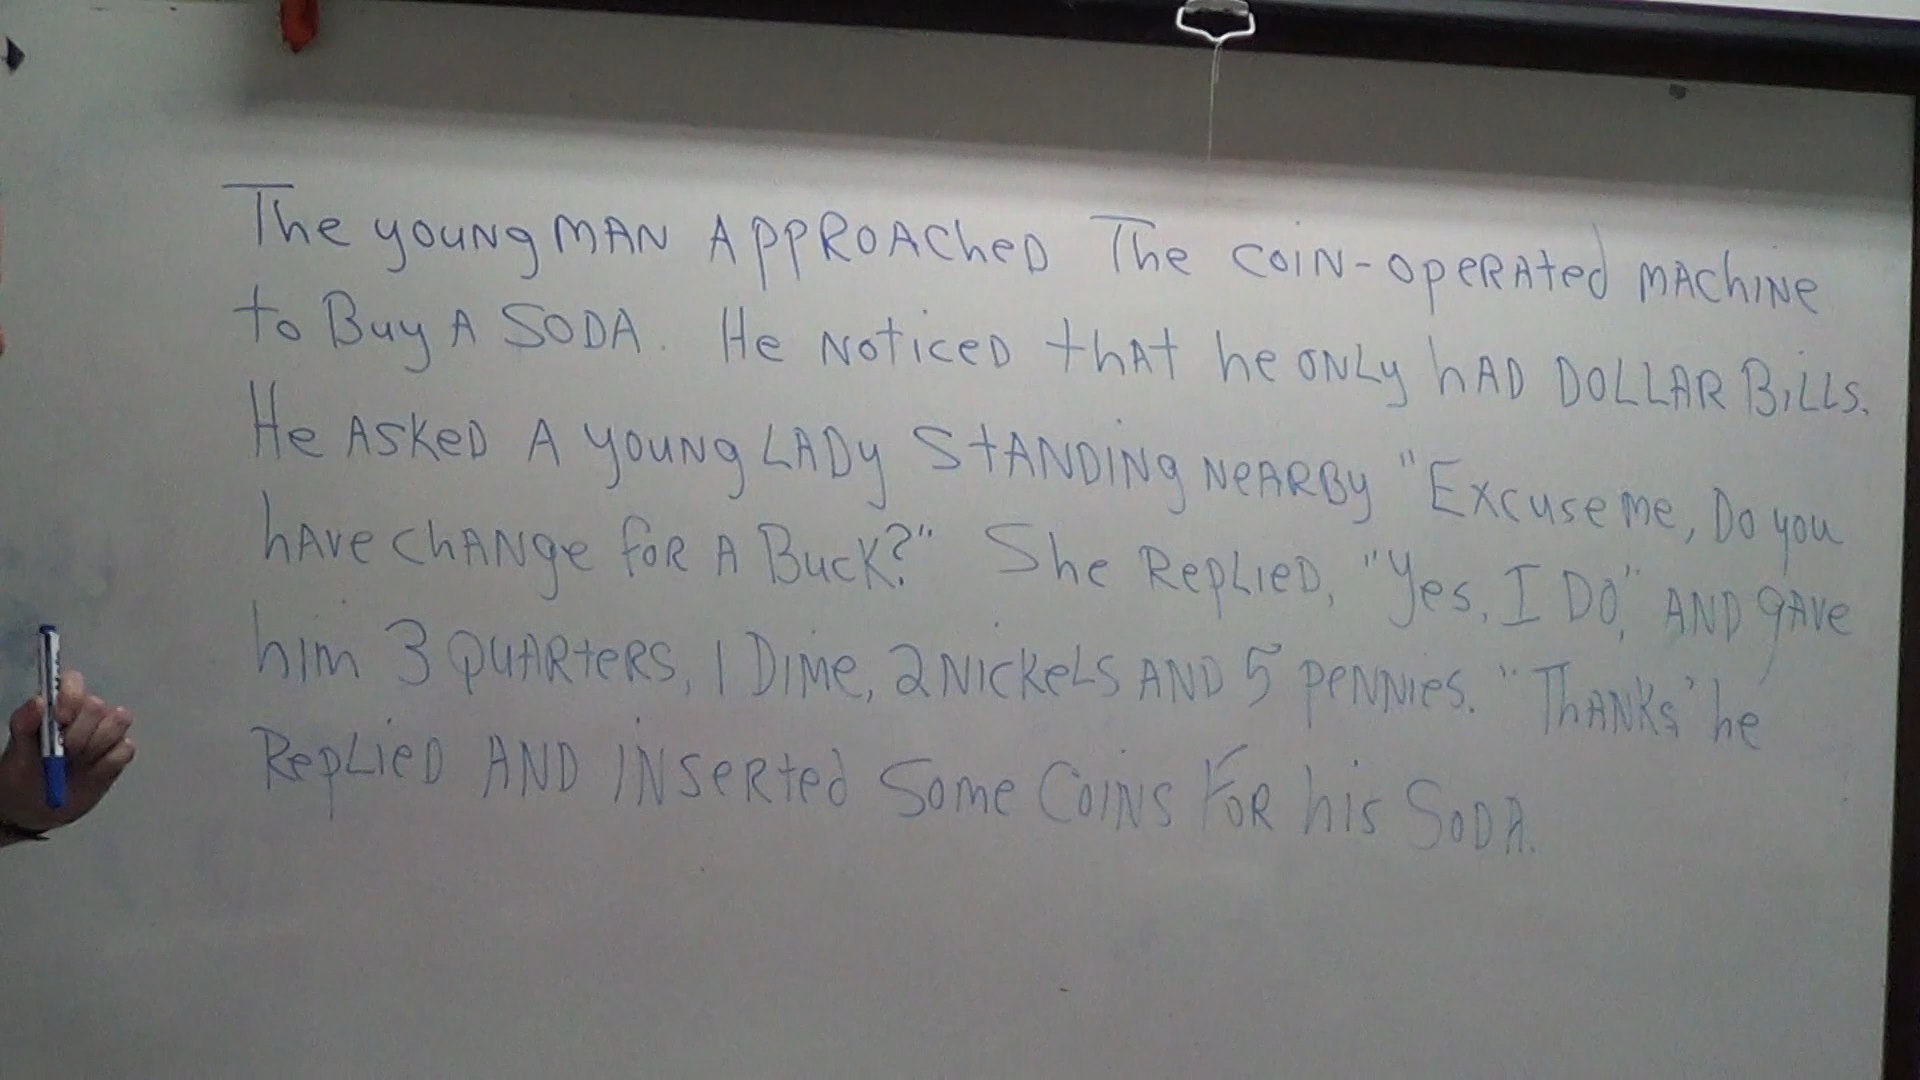 The young man approached the coin-operated machine
to Buy A SODA. He noticed that he only had DOLLAR Bills.
He Asked A young LADY standing nearby "Excuse me, Do you
have change for a Buck?" She Replied, "Yes, I DO," AND gave
him 3 quarters, 1 Dime, 2 Nickels AND 5 pennies. "Thanks" he
Replied AND inserted some Coins For his Soda.